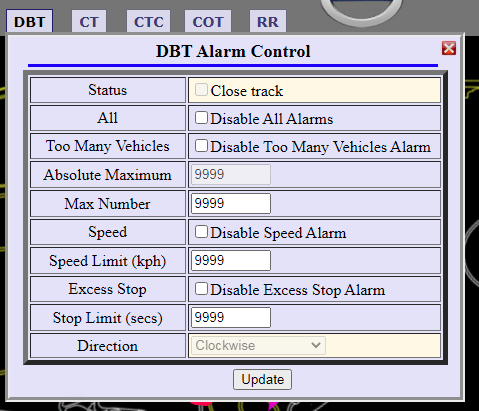 DBT CT CTC COT RR
DBT Alarm Control
Status Close track
All Disable All Alarms
Too Many Vehicles Disable Too Many Vehicles Alarm
Absolute Maximum 9999
Max Number 9999
Speed Disable Speed Alarm
Speed Limit (kph) 9999
Excess Stop Disable Excess Stop Alarm
Stop Limit (secs) 9999
Direction Clockwise
Update